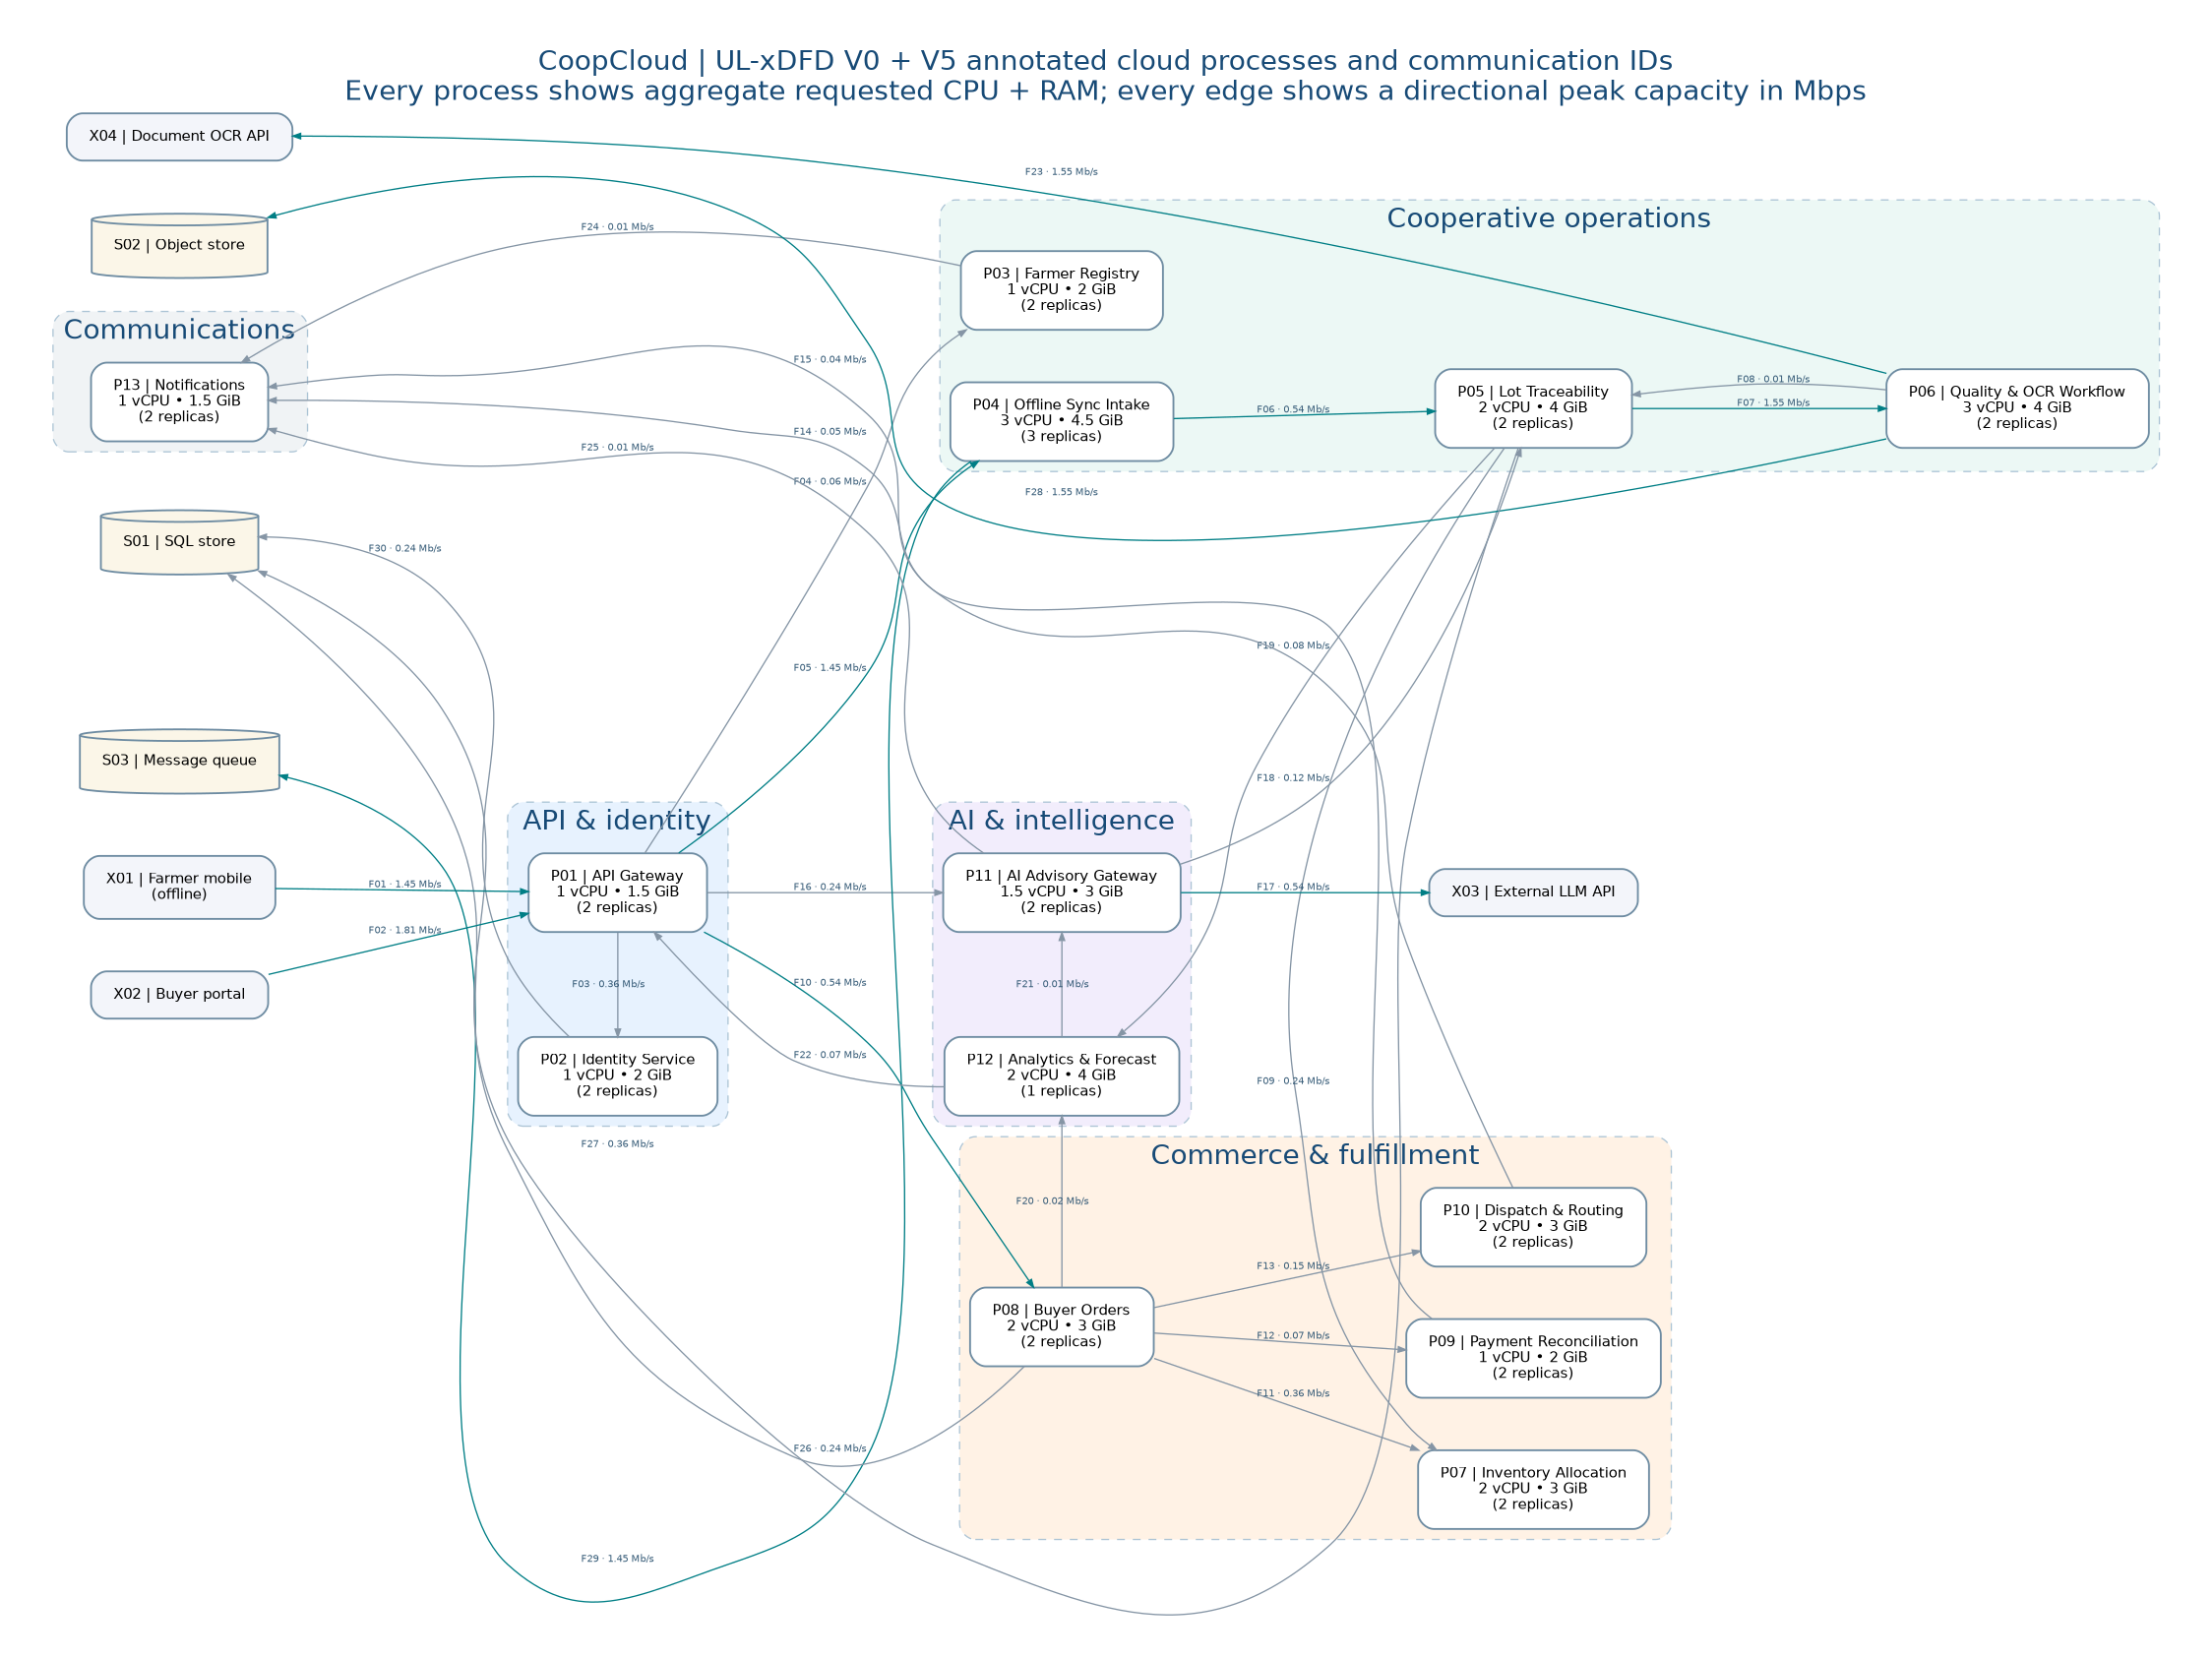 CoopCloud | UL-xDFD V0 + V5 annotated cloud processes and communication IDs
Every process shows aggregate requested CPU + RAM; every edge shows a directional peak capacity in Mbps
X04 | Document OCR API
F23 · 1.55 Mb/s
Cooperative operations
S02 | Object store
F24 · 0.01 Mb/s
P03 | Farmer Registry
1 vCPU • 2 GiB
(2 replicas)
Communications
P13 | Notifications
1 vCPU • 1.5 GiB
(2 replicas)
F15 · 0.04 Mb/s
F14 · 0.05 Mb/s
F25 · 0.01 Mb/s
F04 · 0.06 Mb/s
P04 | Offline Sync Intake
3 vCPU • 4.5 GiB
(3 replicas)
F06 · 0.54 Mb/s
P05 | Lot Traceability
2 vCPU • 4 GiB
(2 replicas)
F08 · 0.01 Mb/s
F07 · 1.55 Mb/s
P06 | Quality & OCR Workflow
3 vCPU • 4 GiB
(2 replicas)
F28 · 1.55 Mb/s
S01 | SQL store
F30 · 0.24 Mb/s
F19 · 0.08 Mb/s
F05 · 1.45 Mb/s
S03 | Message queue
F18 · 0.12 Mb/s
API & identity
AI & intelligence
X01 | Farmer mobile
(offline)
F01 · 1.45 Mb/s
P01 | API Gateway
1 vCPU • 1.5 GiB
(2 replicas)
F16 · 0.24 Mb/s
P11 | AI Advisory Gateway
1.5 vCPU • 3 GiB
(2 replicas)
F17 · 0.54 Mb/s
X03 | External LLM API
F02 · 1.81 Mb/s
X02 | Buyer portal
F03 · 0.36 Mb/s
F10 · 0.54 Mb/s
F21 · 0.01 Mb/s
P02 | Identity Service
1 vCPU • 2 GiB
(2 replicas)
F22 · 0.07 Mb/s
P12 | Analytics & Forecast
2 vCPU • 4 GiB
(1 replicas)
F09 · 0.24 Mb/s
F27 · 0.36 Mb/s
Commerce & fulfillment
F20 · 0.02 Mb/s
P10 | Dispatch & Routing
2 vCPU • 3 GiB
(2 replicas)
F13 · 0.15 Mb/s
P08 | Buyer Orders
2 vCPU • 3 GiB
(2 replicas)
F12 · 0.07 Mb/s
P09 | Payment Reconciliation
1 vCPU • 2 GiB
(2 replicas)
F11 · 0.36 Mb/s
F26 · 0.24 Mb/s
P07 | Inventory Allocation
2 vCPU • 3 GiB
(2 replicas)
F29 · 1.45 Mb/s